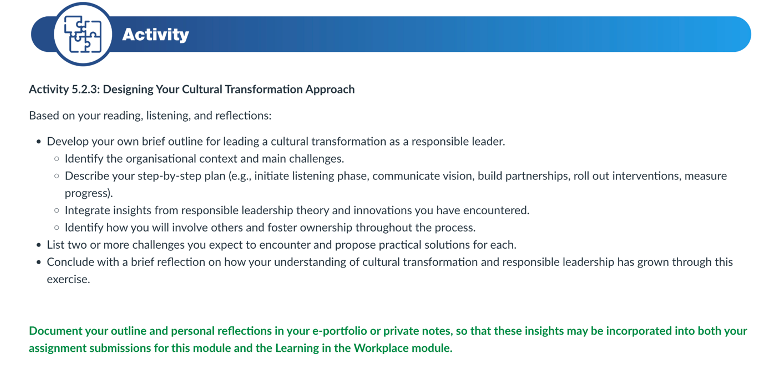 Activity
Activity 5.2.3: Designing Your Cultural Transformation Approach
Based on your reading, listening, and reflections:
• Develop your own brief outline for leading a cultural transformation as a responsible leader.
○ Identify the organisational context and main challenges.
○ Describe your step-by-step plan (e.g., initiate listening phase, communicate vision, build partnerships, roll out interventions, measure
progress).
○ Integrate insights from responsible leadership theory and innovations you have encountered.
○ Identify how you will involve others and foster ownership throughout the process.
• List two or more challenges you expect to encounter and propose practical solutions for each.
• Conclude with a brief reflection on how your understanding of cultural transformation and responsible leadership has grown through this
exercise.
Document your outline and personal reflections in your e-portfolio or private notes, so that these insights may be incorporated into both your
assignment submissions for this module and the Learning in the Workplace module.